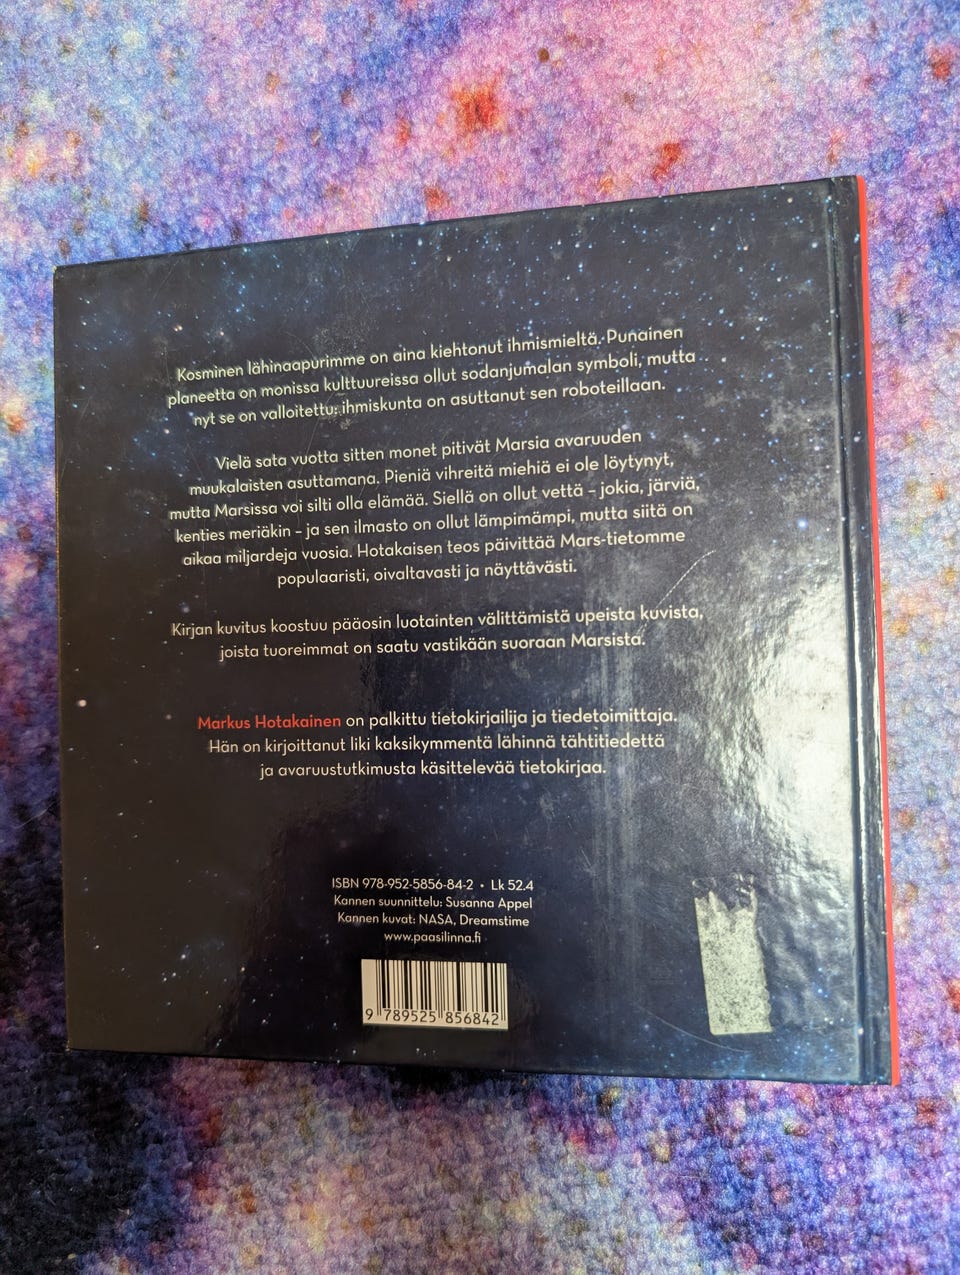 Kosminen lähinaapurimme on aina kiehtonut ihmismieltä. Punainen
planeetta on monissa kulttuureissa ollut sodanjumalan symboli, mutta
nyt se on valloitettu: ihmiskunta on asuttanut sen roboteillaan.
Vielä sata vuotta sitten monet pitivät Marsia avaruuden
muukalaisten asuttamana. Pieniä vihreitä miehiä ei ole löytynyt,
mutta Marsissa voi silti olla elämää. Siellä on ollut vettä – jokia, järviä,
kenties meriäkin – ja sen ilmasto on ollut lämpimämpi, mutta siitä on
aikaa miljardeja vuosia. Hotakaisen teos päivittää Mars-tietomme
populaaristi, oivaltavasti ja näyttävästi.
Kirjan kuvitus koostuu pääosin luotainten välittämistä upeista kuvista,
joista tuoreimmat on saatu vastikään suoraan Marsista.
Markus Hotakainen on palkittu tietokirjailija ja tiedetoimittaja.
Hän on kirjoittanut liki kaksikymmentä lähinnä tähtitiedettä
ja avaruustutkimusta käsittelevää tietokirjaa.
ISBN 978-952-5856-84-2 • Lk 52.4
Kannen suunnittelu: Susanna Appel
Kannen kuvat: NASA, Dreamstime
www.paasilinna.fi
9 789525 856842